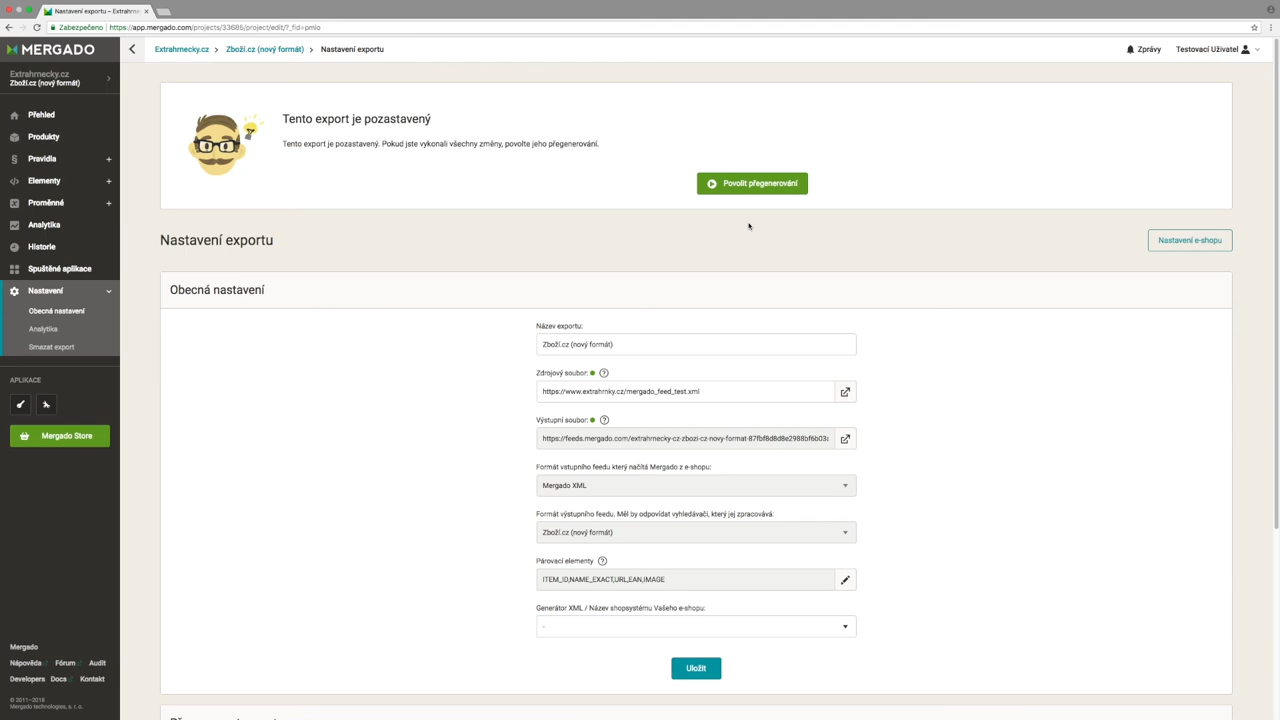 Nastavení exportu – Extrahrn
Zabezpečeno | https://app.mergado.com/projects/33685/project/edit/?_fid=pmio
MERGADO
Extrahrnecky.cz > Zboží.cz (nový formát) > Nastavení exportu
Zprávy
Testovací Uživatel
Extrahrnecky.cz
Zboží.cz (nový formát)
Přehled
Produkty
Pravidla +
Elementy +
Proměnné +
Analytika
Historie
Spuštěné aplikace
Nastavení
Obecná nastavení
Analytika
Smazat export
APLIKACE
Mergado Store
Mergado
Nápověda Fórum Audit
Developers Docs Kontakt
© 2011–2018
Mergado technologies, s. r. o.
Tento export je pozastavený
Tento export je pozastavený. Pokud jste vykonali všechny změny, povolte jeho přegenerování.
Povolit přegenerování
Nastavení exportu
Nastavení e-shopu
Obecná nastavení
Název exportu:
Zboží.cz (nový formát)
Zdrojový soubor: ?
https://www.extrahrnky.cz/mergado_feed_test.xml
Výstupní soubor: ?
https://feeds.mergado.com/extrahrnecky-cz-zbozi-cz-novy-format-87fbf8d8d8e2988bf6b03
Formát vstupního feedu který načítá Mergado z e-shopu:
Mergado XML
Formát výstupního feedu. Měl by odpovídat vyhledávači, který jej zpracovává:
Zboží.cz (nový formát)
Párovací elementy ?
ITEM_ID,NAME_EXACT,URL,EAN,IMAGE
Generátor XML / Název shopsystému Vašeho e-shopu:
-
Uložit